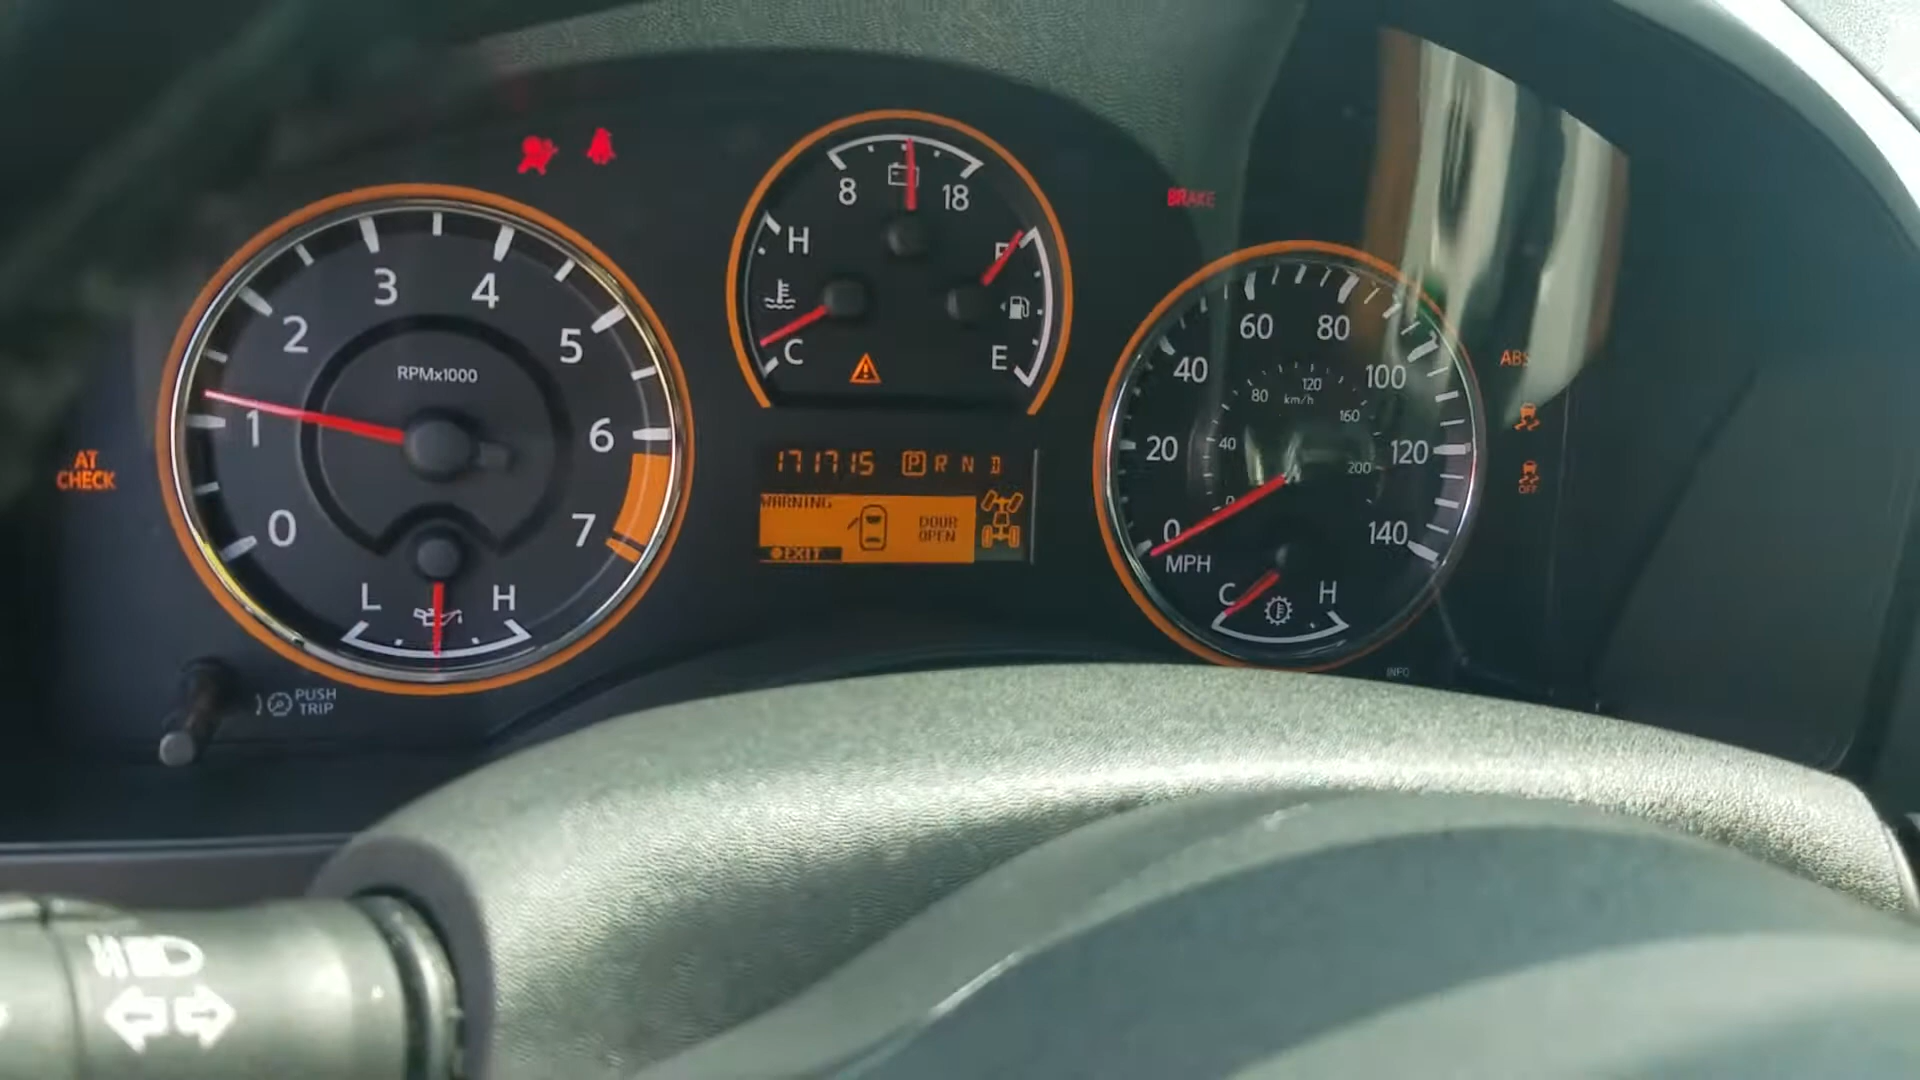 BRAKE
8 18
H
F
C
E
3 4
2 5
RPMx1000
1 6
0 7
L H
AT
CHECK
171715 P R N D
WARNING
DOOR
OPEN
EXIT
60 80
40 100
20 120
0 140
MPH
80 120
km/h
160
40 200
0
C H
ABS
OFF
INFO
PUSH
TRIP